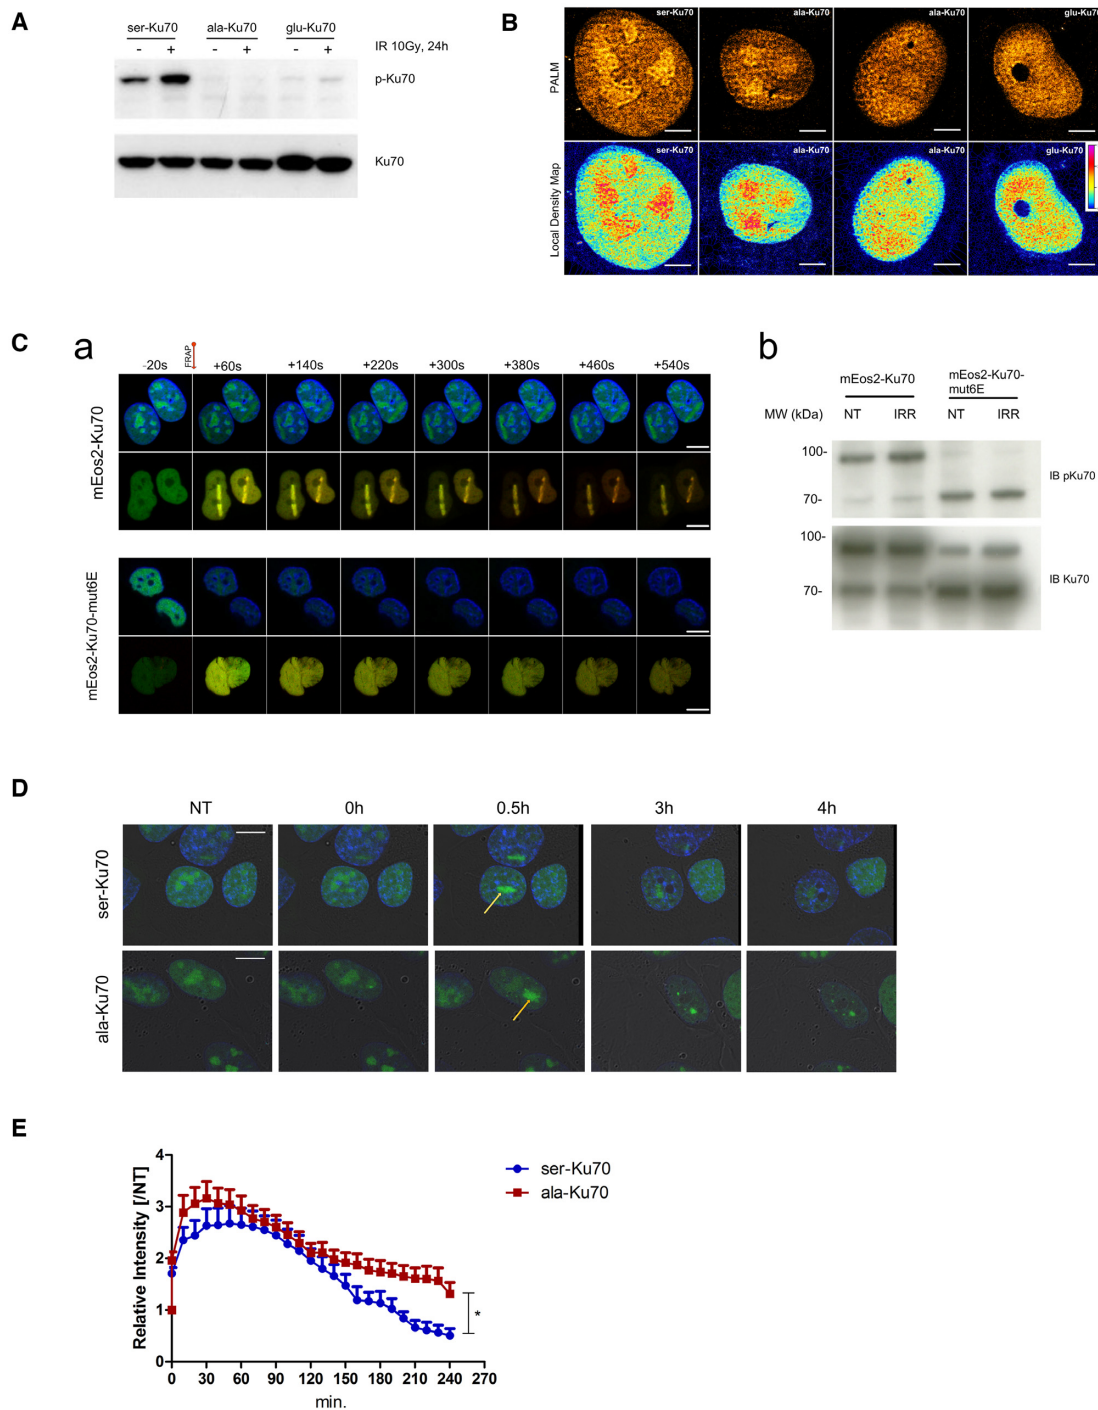 A
ser-Ku70 ala-Ku70 glu-Ku70
- + - + - + IR 10Gy, 24h
p-Ku70
Ku70
B
PALM
ser-Ku70 ala-Ku70 ala-Ku70 glu-Ku70
Local Density Map
ser-Ku70 ala-Ku70 ala-Ku70 glu-Ku70
C
a
-20s FRAP +60s +140s +220s +300s +380s +460s +540s
mEos2-Ku70
mEos2-Ku70-mut6E
b
mEos2-Ku70 mEos2-Ku70-
mut6E
MW (kDa) NT IRR NT IRR
100-
IB pKu70
70-
100-
IB Ku70
70-
D
NT 0h 0.5h 3h 4h
ser-Ku70
ala-Ku70
E
Relative Intensity [/NT]
4
3
2
1
0
0 30 60 90 120 150 180 210 240 270
min.
ser-Ku70
ala-Ku70
*